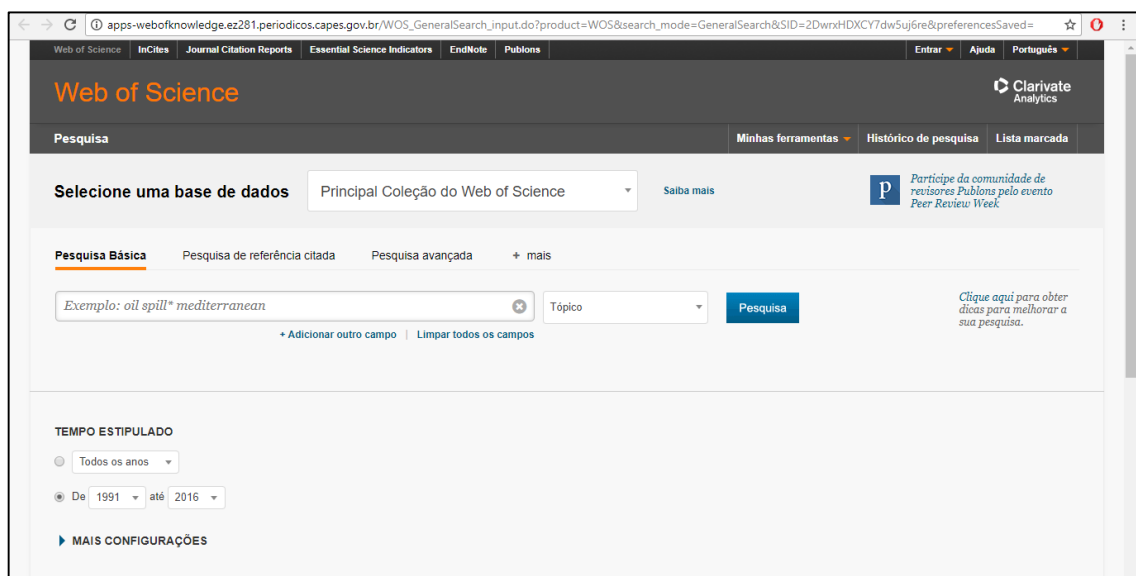 apps-webofknowledge.ez281.periodicos.capes.gov.br/WOS_GeneralSearch_input.do?product=WOS&search_mode=GeneralSearch&SID=2DwrxHDXCY7dw5uj6re&preferencesSaved=
Web of Science InCites Journal Citation Reports Essential Science Indicators EndNote Publons Entrar Ajuda Português
Web of Science
Clarivate
Analytics
Pesquisa Minhas ferramentas Histórico de pesquisa Lista marcada
Selecione uma base de dados Principal Coleção do Web of Science Saiba mais
p
Participe da comunidade de
revisores Publons pelo evento
Peer Review Week
Pesquisa Básica Pesquisa de referência citada Pesquisa avançada + mais
Exemplo: oil spill* mediterranean Tópico Pesquisa
Clique aqui para obter
dicas para melhorar a
sua pesquisa.
+ Adicionar outro campo | Limpar todos os campos
TEMPO ESTIPULADO
Todos os anos
De 1991 até 2016
MAIS CONFIGURAÇÕES